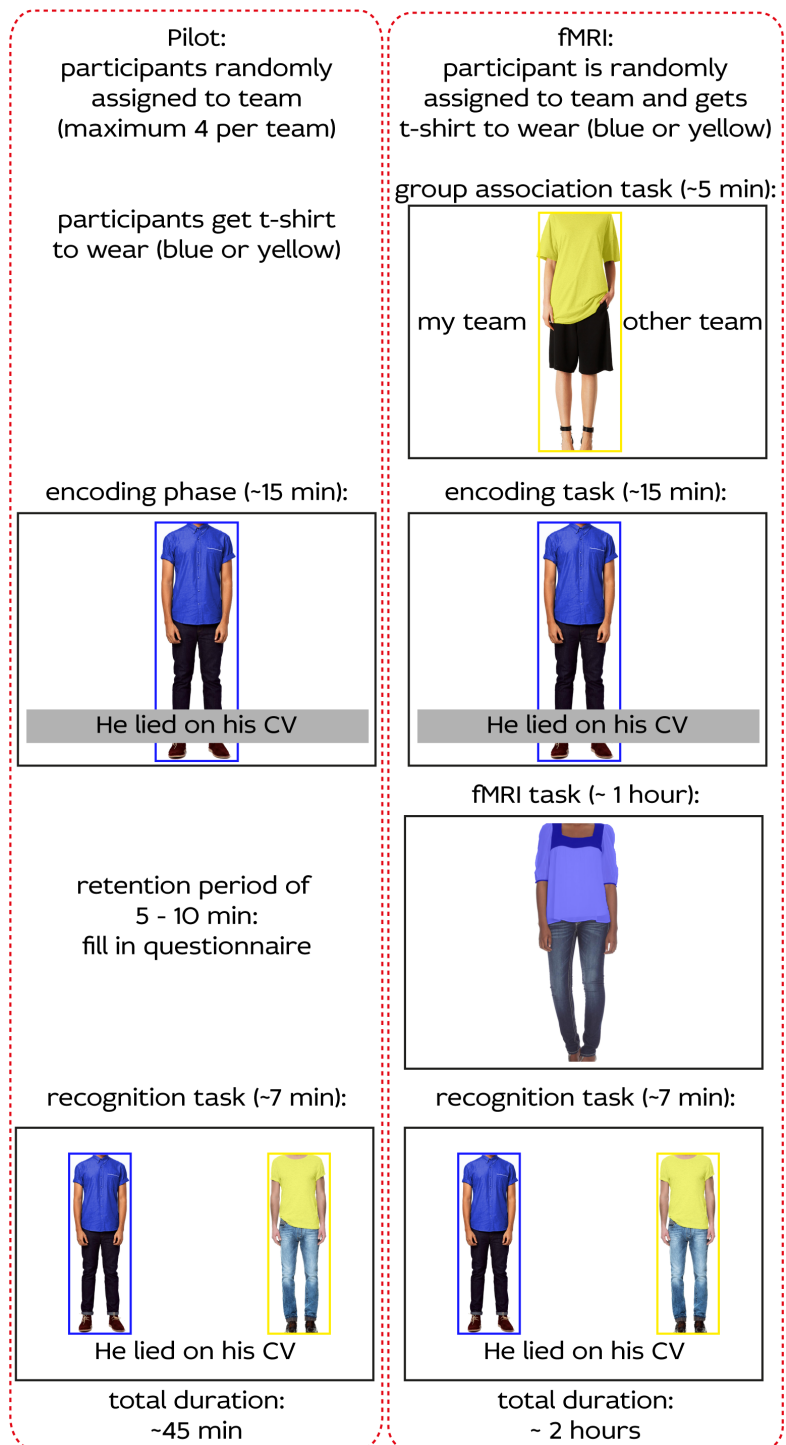 Pilot:
participants randomly
assigned to team
(maximum 4 per team)
participants get t-shirt
to wear (blue or yellow)
encoding phase (~15 min):
He lied on his CV
retention period of
5 - 10 min:
fill in questionnaire
recognition task (~7 min):
He lied on his CV
total duration:
~45 min
fMRI:
participant is randomly
assigned to team and gets
t-shirt to wear (blue or yellow)
group association task (~5 min):
my team
other team
encoding task (~15 min):
He lied on his CV
fMRI task (~ 1 hour):
recognition task (~7 min):
He lied on his CV
total duration:
~ 2 hours